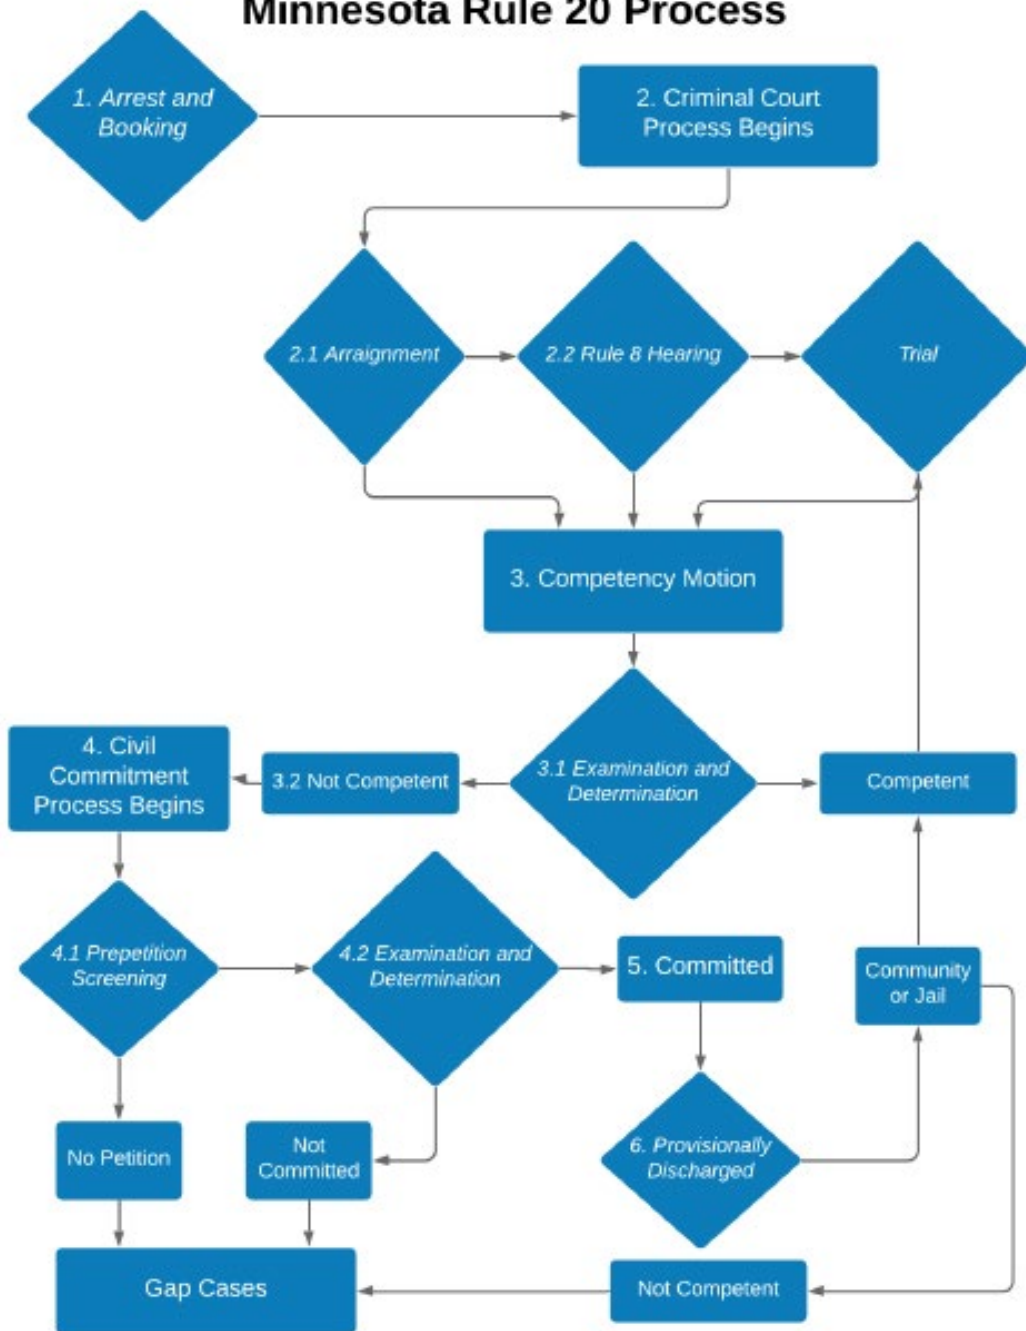 Minnesota Rule 20 Process
1. Arrest and
Booking
2. Criminal Court
Process Begins
2.1 Arraignment
2.2 Rule 8 Hearing
Trial
3. Competency Motion
4. Civil
Commitment
Process Begins
3.2 Not Competent
3.1 Examination and
Determination
Competent
4.1 Prepetition
Screening
4.2 Examination and
Determination
5. Committed
Community
or Jail
No Petition
Not
Committed
6. Provisionally
Discharged
Gap Cases
Not Competent